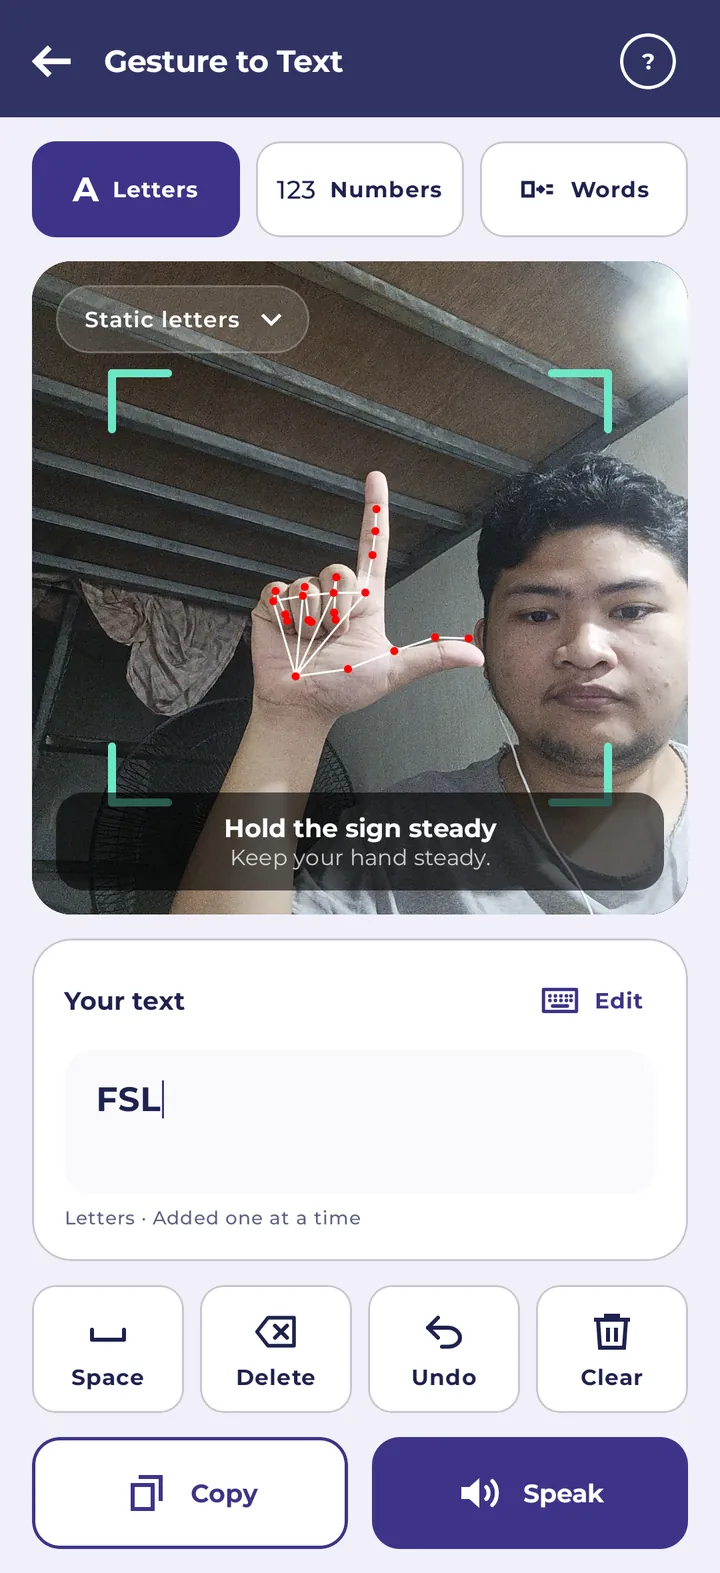 Gesture to Text
?
A Letters
123 Numbers
Words
Static letters
Hold the sign steady
Keep your hand steady.
Your text
Edit
FSL
Letters · Added one at a time
Space
Delete
Undo
Clear
Copy
Speak